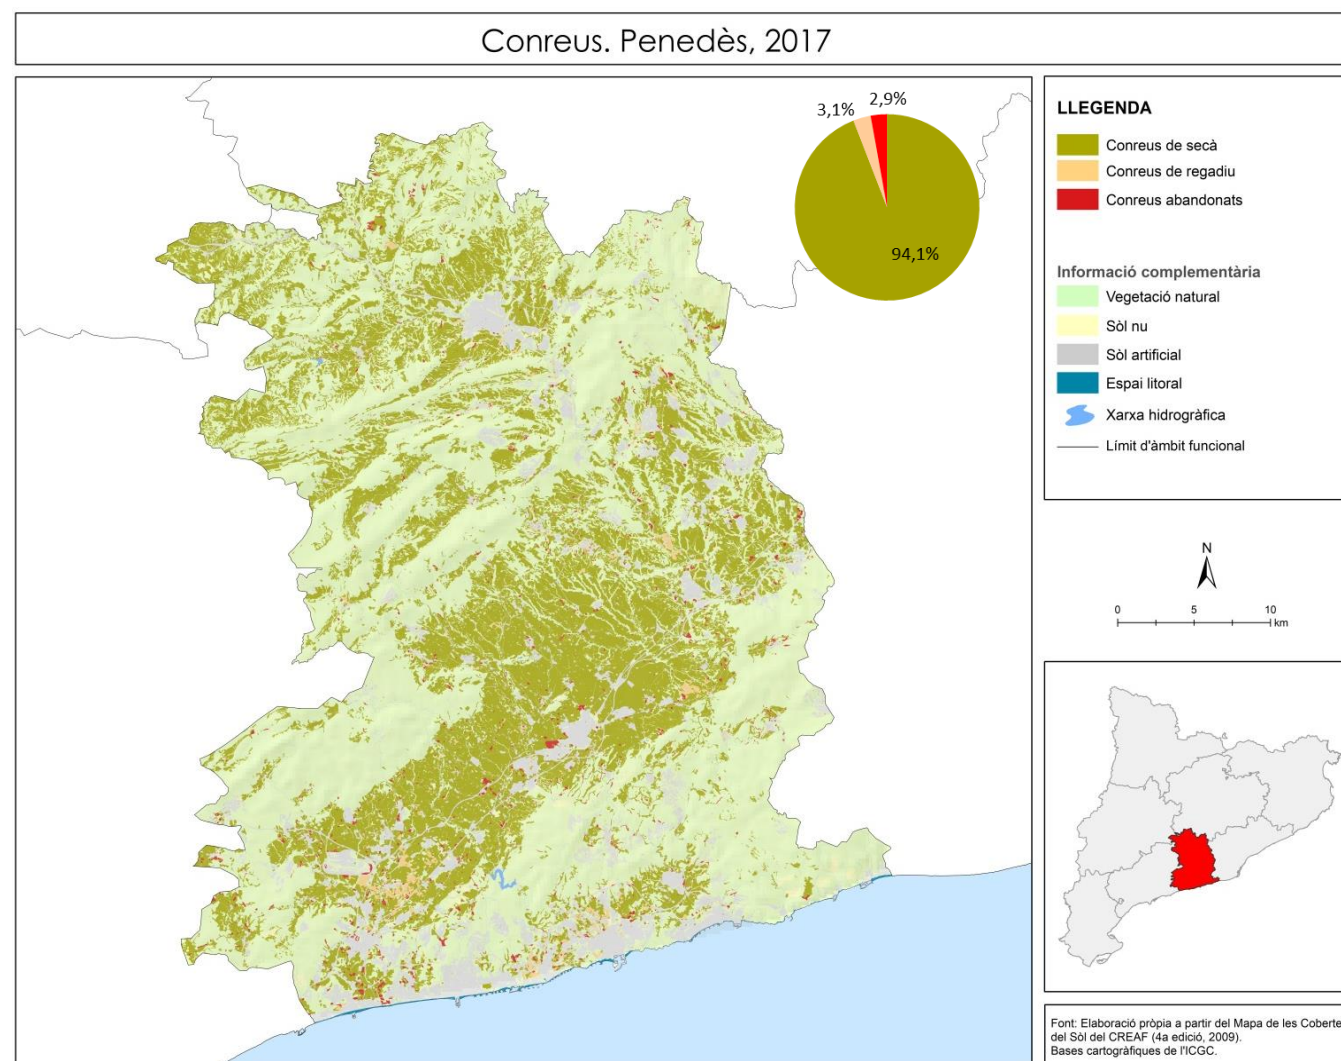 Conreus. Penedès, 2017
3,1%
2,9%
94,1%
LLEGENDA
Conreus de secà
Conreus de regadiu
Conreus abandonats
Informació complementària
Vegetació natural
Sòl nu
Sòl artificial
Espai litoral
Xarxa hidrogràfica
Límit d'àmbit funcional
N
0 5 10
km
Font: Elaboració pròpia a partir del Mapa de les Coberte
del Sòl del CREAF (4a edició, 2009).
Bases cartogràfiques de l'ICGC.